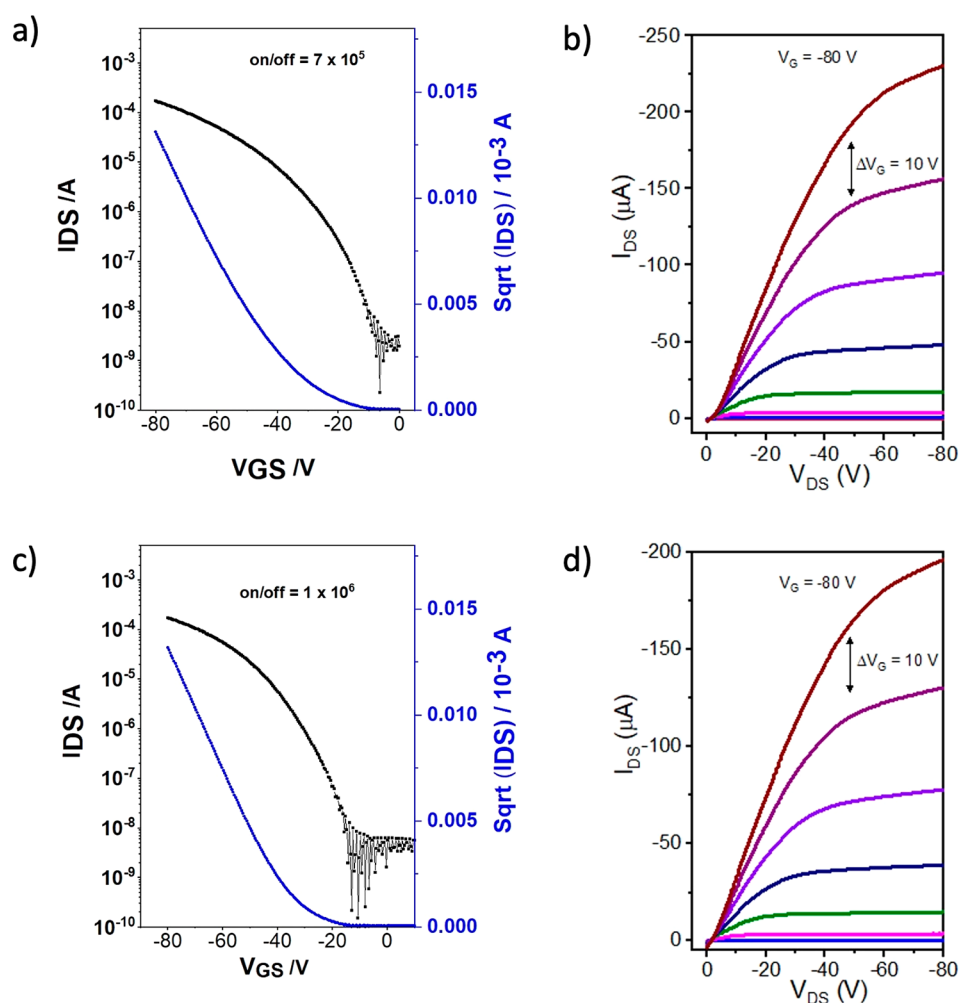 a)
on/off = 7 x 10⁵
10⁻³
10⁻⁴
10⁻⁵
10⁻⁶
10⁻⁷
10⁻⁸
10⁻⁹
10⁻¹⁰
IDS /A
0.015
0.010
0.005
0.000
Sqrt (IDS) / 10⁻³ A
-80 -60 -40 -20 0
VGS /V
b)
V_G = -80 V
ΔV_G = 10 V
-250
-200
-150
-100
-50
0
I_DS (μA)
0 -20 -40 -60 -80
V_DS (V)
c)
on/off = 1 x 10⁶
10⁻³
10⁻⁴
10⁻⁵
10⁻⁶
10⁻⁷
10⁻⁸
10⁻⁹
10⁻¹⁰
IDS /A
0.015
0.010
0.005
0.000
Sqrt (IDS) / 10⁻³ A
-80 -60 -40 -20 0
VGS /V
d)
V_G = -80 V
ΔV_G = 10 V
-200
-150
-100
-50
0
I_DS (μA)
0 -20 -40 -60 -80
V_DS (V)